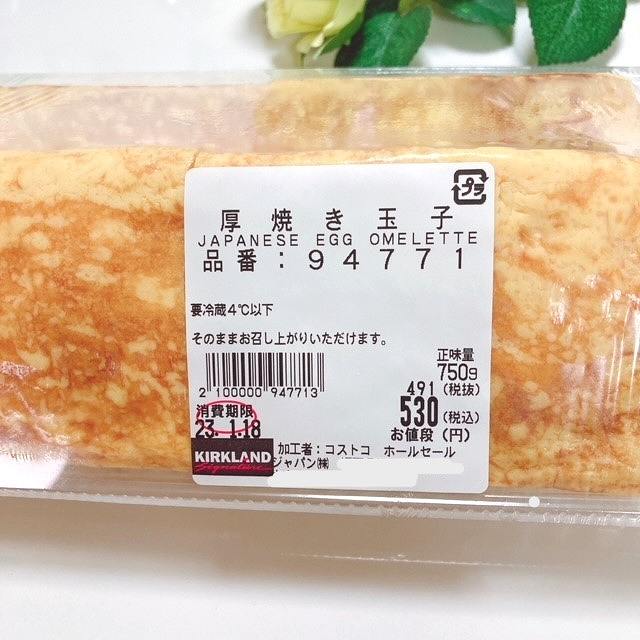 プラ
厚焼き玉子
JAPANESE EGG OMELETTE
品番:94771
要冷蔵4℃以下
そのままお召し上がりいただけます。
正味量
750g
2 100000 947713
491(税抜)
消費期限
530(税込)
23. 1.18
お値段(円)
KIRKLAND
Signature
加工者:コストコ ホールセール
ジャパン㈱